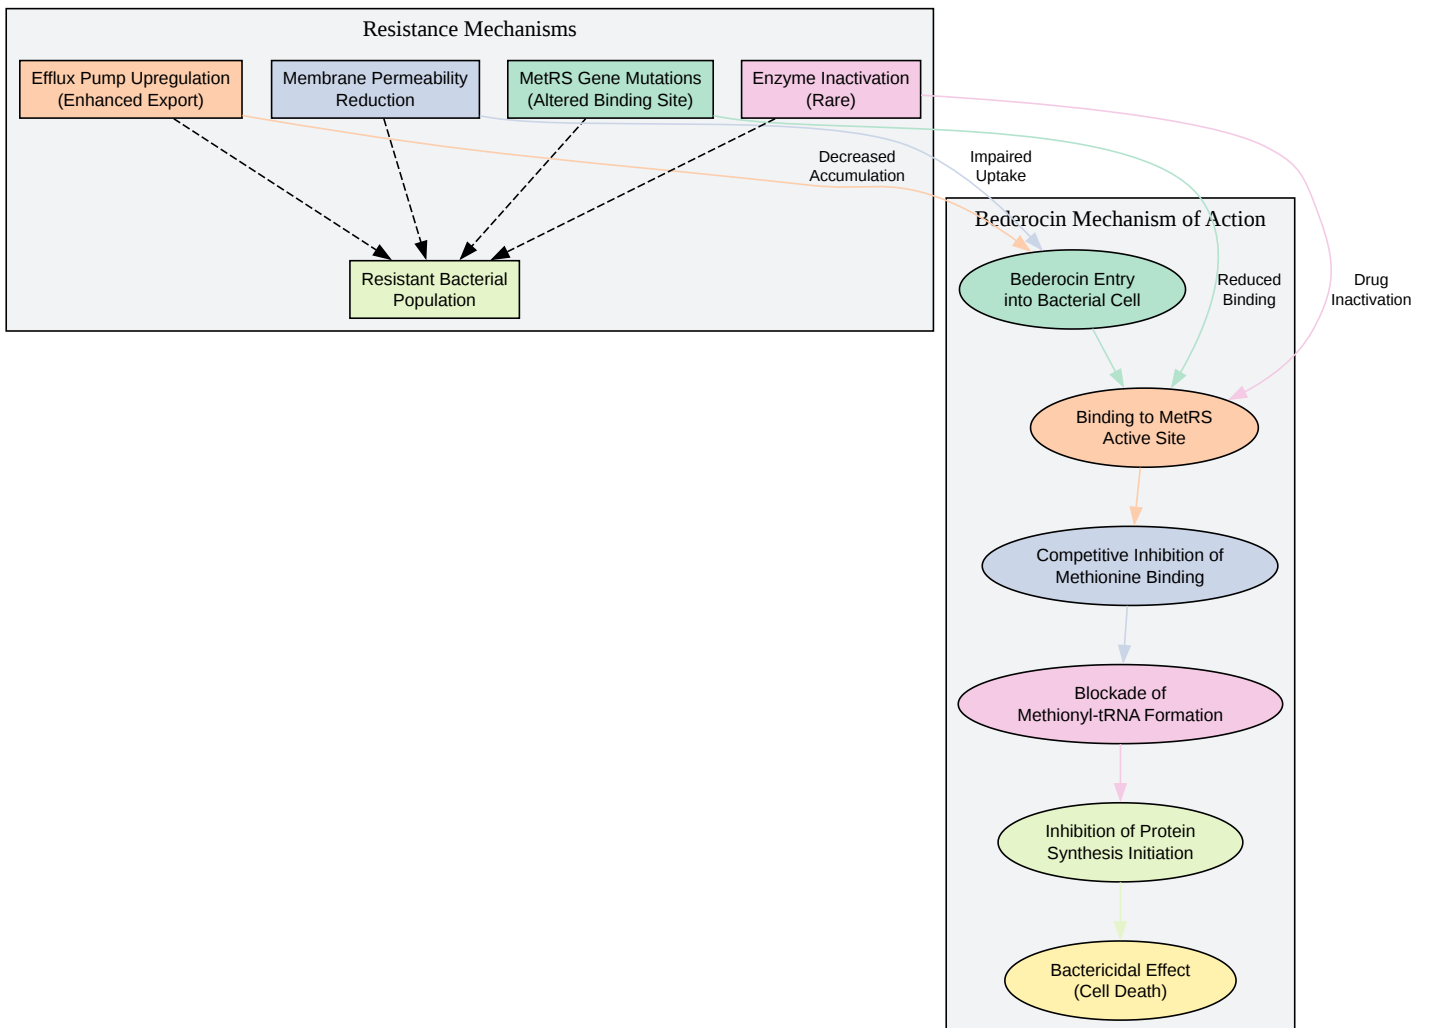 Resistance Mechanisms
Efflux Pump Upregulation
(Enhanced Export)
Membrane Permeability
Reduction
MetRS Gene Mutations
(Altered Binding Site)
Enzyme Inactivation
(Rare)
Decreased
Accumulation
Impaired
Uptake
Resistant Bacterial
Population
Bederocin Mechanism of Action
Bederocin Entry
into Bacterial Cell
Reduced
Binding
Drug
Inactivation
Binding to MetRS
Active Site
Competitive Inhibition of
Methionine Binding
Blockade of
Methionyl-tRNA Formation
Inhibition of Protein
Synthesis Initiation
Bactericidal Effect
(Cell Death)